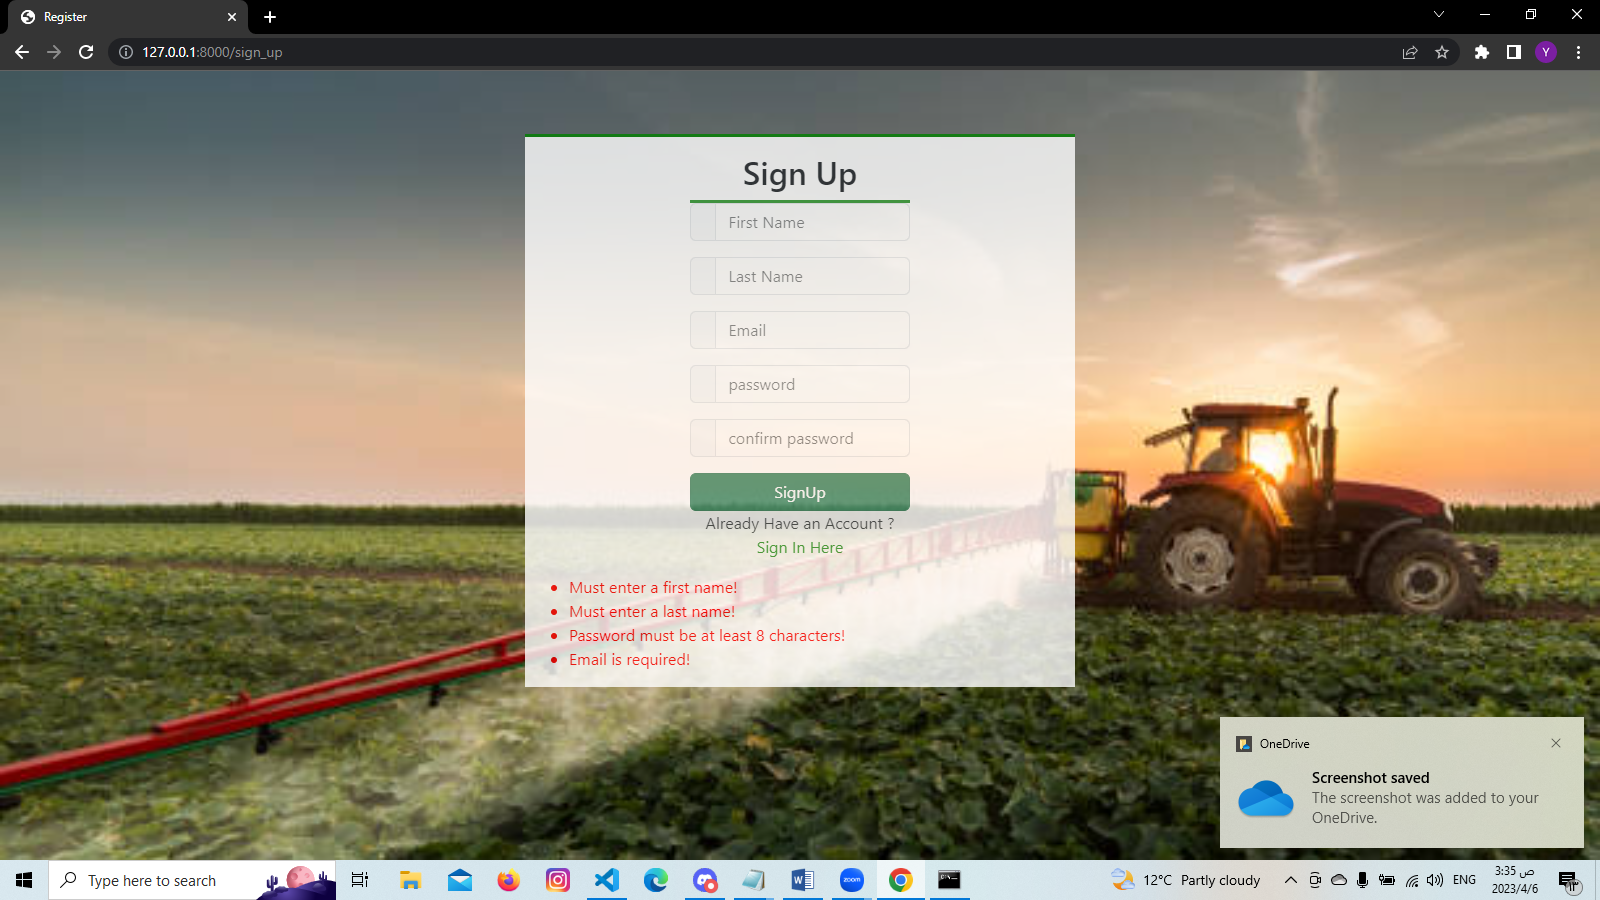 Register
127.0.0.1:8000/sign_up
Y
Sign Up
First Name
Last Name
Email
password
confirm password
SignUp
Already Have an Account ?
Sign In Here
Must enter a first name!
Must enter a last name!
Password must be at least 8 characters!
Email is required!
OneDrive
Screenshot saved
The screenshot was added to your
OneDrive.
Type here to search
zoom
12°C Partly cloudy
ENG
3:35 ص
2023/4/6